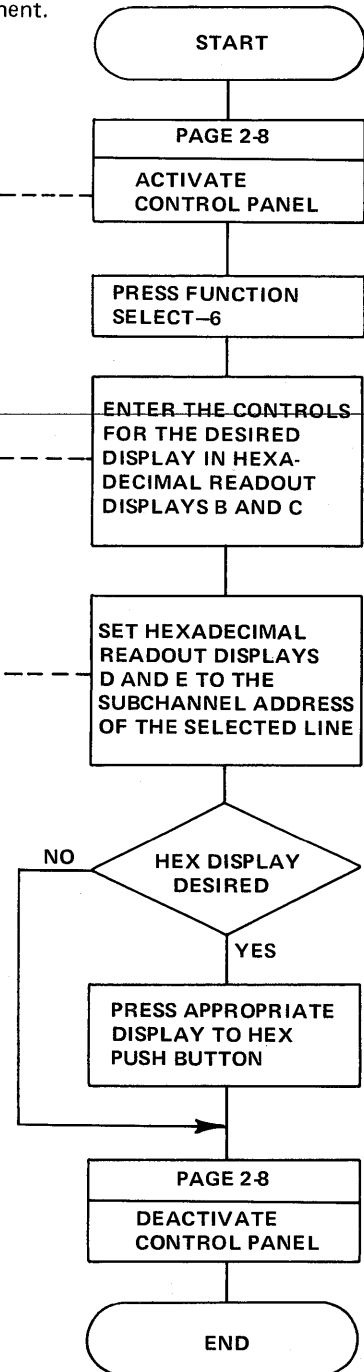 ment.
START
PAGE 2-8
ACTIVATE
CONTROL PANEL
PRESS FUNCTION
SELECT–6
ENTER THE CONTROLS
FOR THE DESIRED
DISPLAY IN HEXA-
DECIMAL READOUT
DISPLAYS B AND C
SET HEXADECIMAL
READOUT DISPLAYS
D AND E TO THE
SUBCHANNEL ADDRESS
OF THE SELECTED LINE
NO
HEX DISPLAY
DESIRED
YES
PRESS APPROPRIATE
DISPLAY TO HEX
PUSH BUTTON
PAGE 2-8
DEACTIVATE
CONTROL PANEL
END